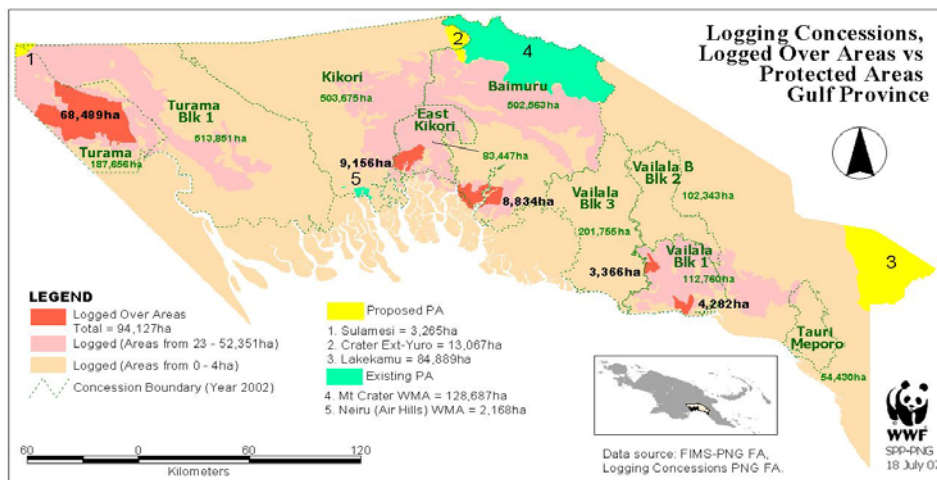 Logging Concessions,
Logged Over Areas vs
Protected Areas
Gulf Province
1
2
4
Kikori
503,675ha
Baimuru
502,563ha
Turama
Blk 1
513,851ha
68,489ha
Turama
187,656ha
East
Kikori
83,447ha
9,156ha
5
8,834ha
Vailala
Blk 3
201,755ha
Vailala B
Blk 2
102,343ha
3,366ha
Vailala
Blk 1
112,760ha
4,282ha
3
Tauri
Meporo
54,430ha
LEGEND
Logged Over Areas
Total = 94,127ha
Logged (Areas from 23 - 52,351ha)
Logged (Areas from 0 - 4ha)
Concession Boundary (Year 2002)
Proposed PA
1. Sulamesi = 3,265ha
2. Crater Ext-Yuro = 13,067ha
3. Lakekamu = 84,889ha
Existing PA
4. Mt Crater WMA = 128,687ha
5. Neiru (Air Hills) WMA = 2,168ha
60 0 60 120
Kilometers
Data source: FIMS-PNG FA,
Logging Concessions PNG FA.
WWF
SPP-PNG
18 July 07